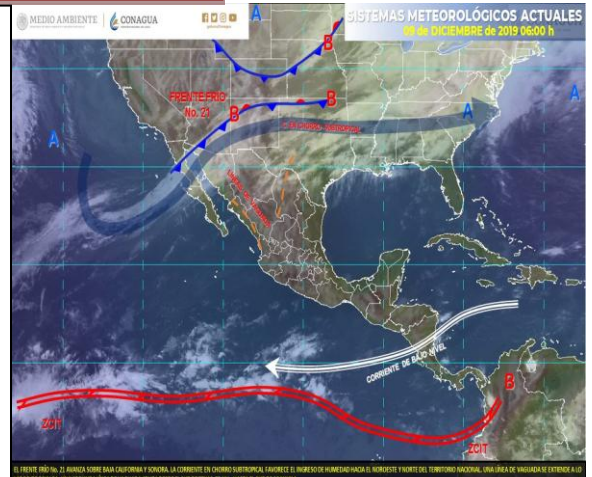 MEDIO AMBIENTE
CONAGUA
SISTEMAS METEOROLÓGICOS ACTUALES
09 de DICIEMBRE de 2019 06:00 h
A
B
FRENTE FRÍO
No. 21
B
B
A
A
A
CHORRO SUBTROPICAL
CORRIENTE DE BAJO NIVEL
B
ZCIT
ZCIT
EL FRENTE FRÍO No. 21 AVANZA SOBRE BAJA CALIFORNIA Y SONORA. LA CORRIENTE EN CHORRO SUBTROPICAL FAVORECE EL INGRESO DE HUMEDAD HACIA EL NOROESTE Y NORTE DEL TERRITORIO NACIONAL. UNA LÍNEA DE VAGUADA SE EXTIENDE A LO